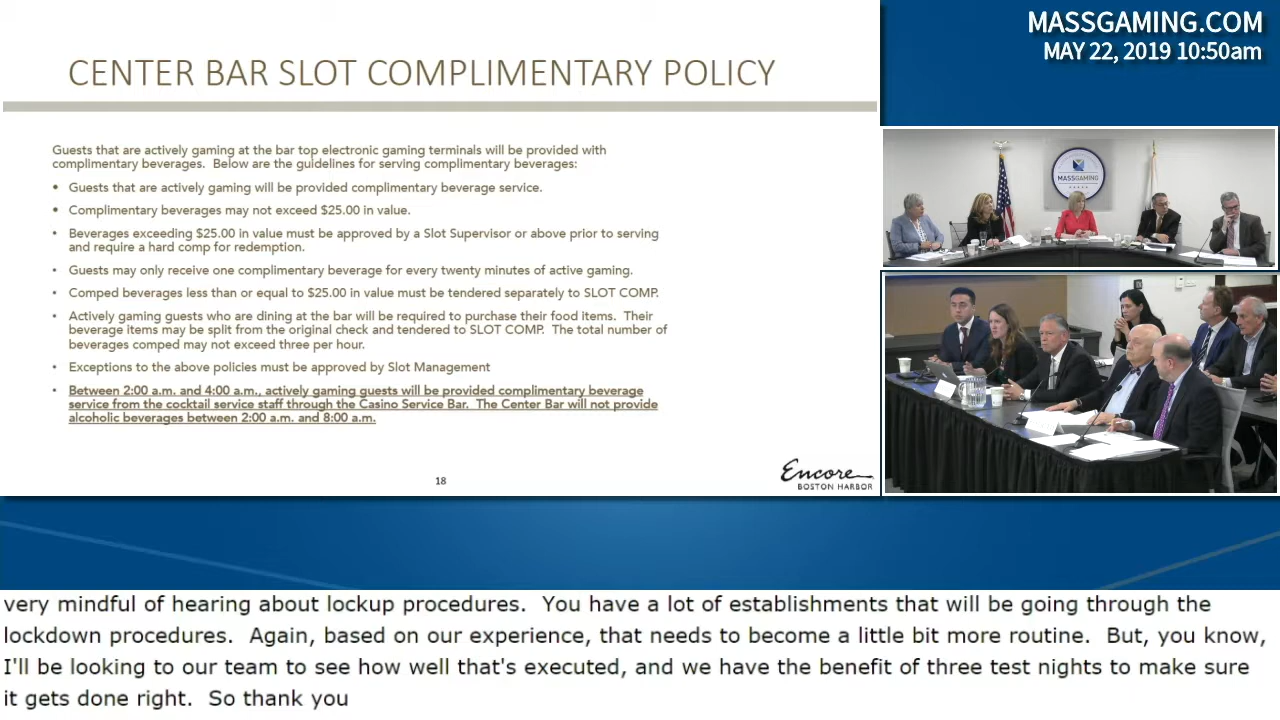 CENTER BAR SLOT COMPLIMENTARY POLICY
Guests that are actively gaming at the bar top electronic gaming terminals will be provided with
complimentary beverages. Below are the guidelines for serving complimentary beverages:
• Guests that are actively gaming will be provided complimentary beverage service.
• Complimentary beverages may not exceed $25.00 in value.
• Beverages exceeding $25.00 in value must be approved by a Slot Supervisor or above prior to serving
and require a hard comp for redemption.
• Guests may only receive one complimentary beverage for every twenty minutes of active gaming.
• Comped beverages less than or equal to $25.00 in value must be tendered separately to SLOT COMP.
• Actively gaming guests who are dining at the bar will be required to purchase their food items. Their
beverage items may be split from the original check and tendered to SLOT COMP. The total number of
beverages comped may not exceed three per hour.
• Exceptions to the above policies must be approved by Slot Management
• Between 2:00 a.m. and 4:00 a.m., actively gaming guests will be provided complimentary beverage
service from the cocktail service staff through the Casino Service Bar. The Center Bar will not provide
alcoholic beverages between 2:00 a.m. and 8:00 a.m.
18
Encore
BOSTON HARBOR
MASSGAMING.COM
MAY 22, 2019 10:50am
MASSGAMING
very mindful of hearing about lockup procedures. You have a lot of establishments that will be going through the
lockdown procedures. Again, based on our experience, that needs to become a little bit more routine. But, you know,
I'll be looking to our team to see how well that's executed, and we have the benefit of three test nights to make sure
it gets done right. So thank you